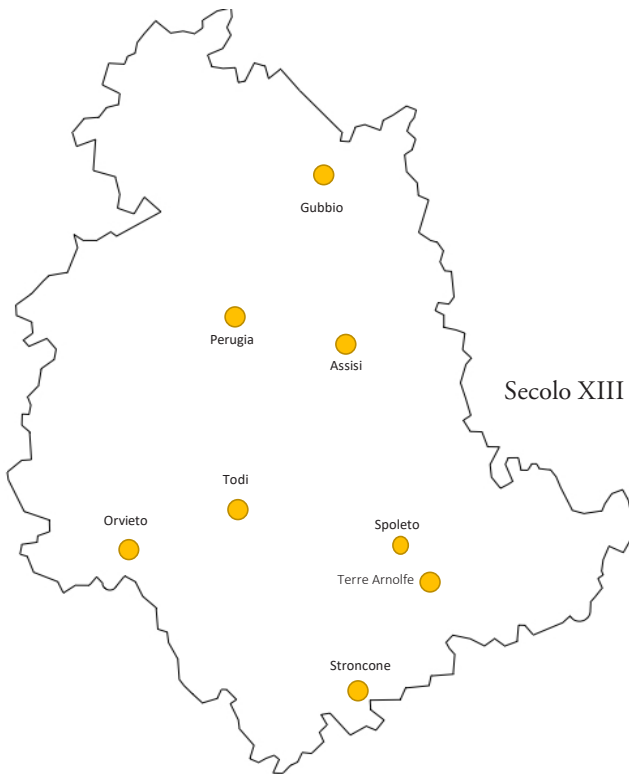 Gubbio
Perugia
Assisi
Secolo XIII
Todi
Orvieto
Spoleto
Terre Arnolfe
Stroncone